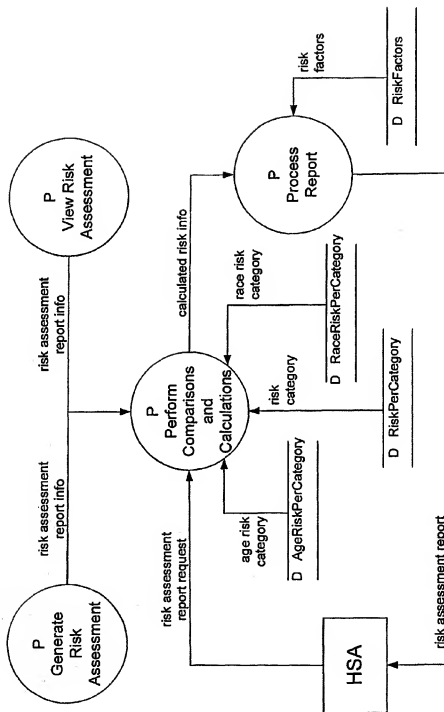 P
Generate
Risk
Assessment
risk assessment
report info
risk assessment
report info
P
View Risk
Assessment
risk assessment
report request
P
Perform
Comparisons
and
Calculations
calculated risk info
P
Process
Report
risk
factors
D RiskFactors
age risk
category
D AgeRiskPerCategory
risk
category
D RiskPerCategory
race risk
category
D RaceRiskPerCategory
HSA
risk assessment report